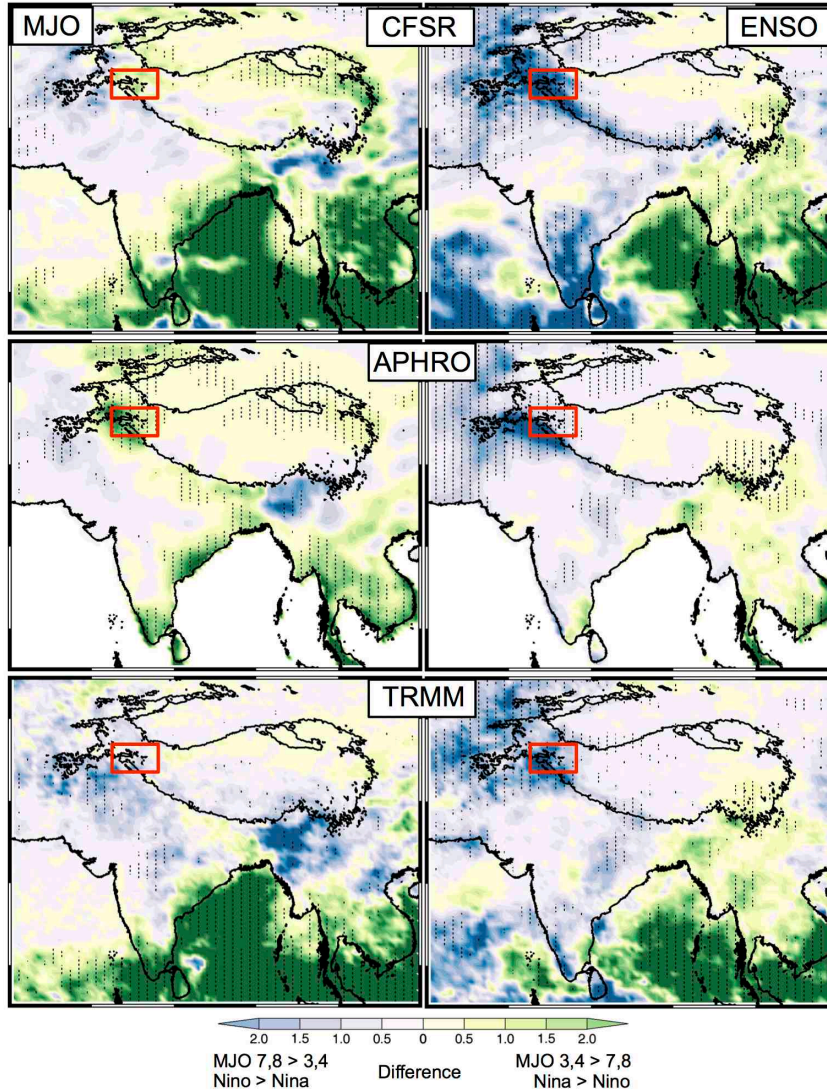 MJO CFSR ENSO
APHRO
TRMM
2.0 1.5 1.0 0.5 0 0.5 1.0 1.5 2.0
MJO 7,8 > 3,4 Difference MJO 3,4 > 7,8
Nino > Nina Nina > Nino